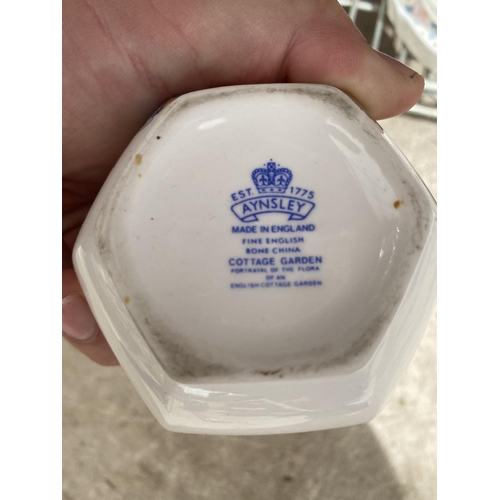 EST. 1775
AYNSLEY
MADE IN ENGLAND
FINE ENGLISH
BONE CHINA
COTTAGE GARDEN
PORTRAYAL OF THE FLORA
OF AN
ENGLISH COTTAGE GARDEN